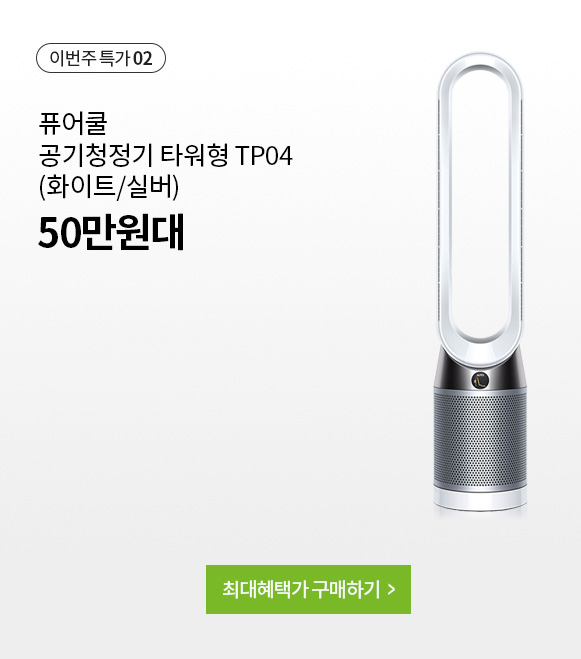 이번주 특가 02
퓨어쿨
공기청정기 타워형 TP04
(화이트/실버)
50만원대
최대혜택가 구매하기 >